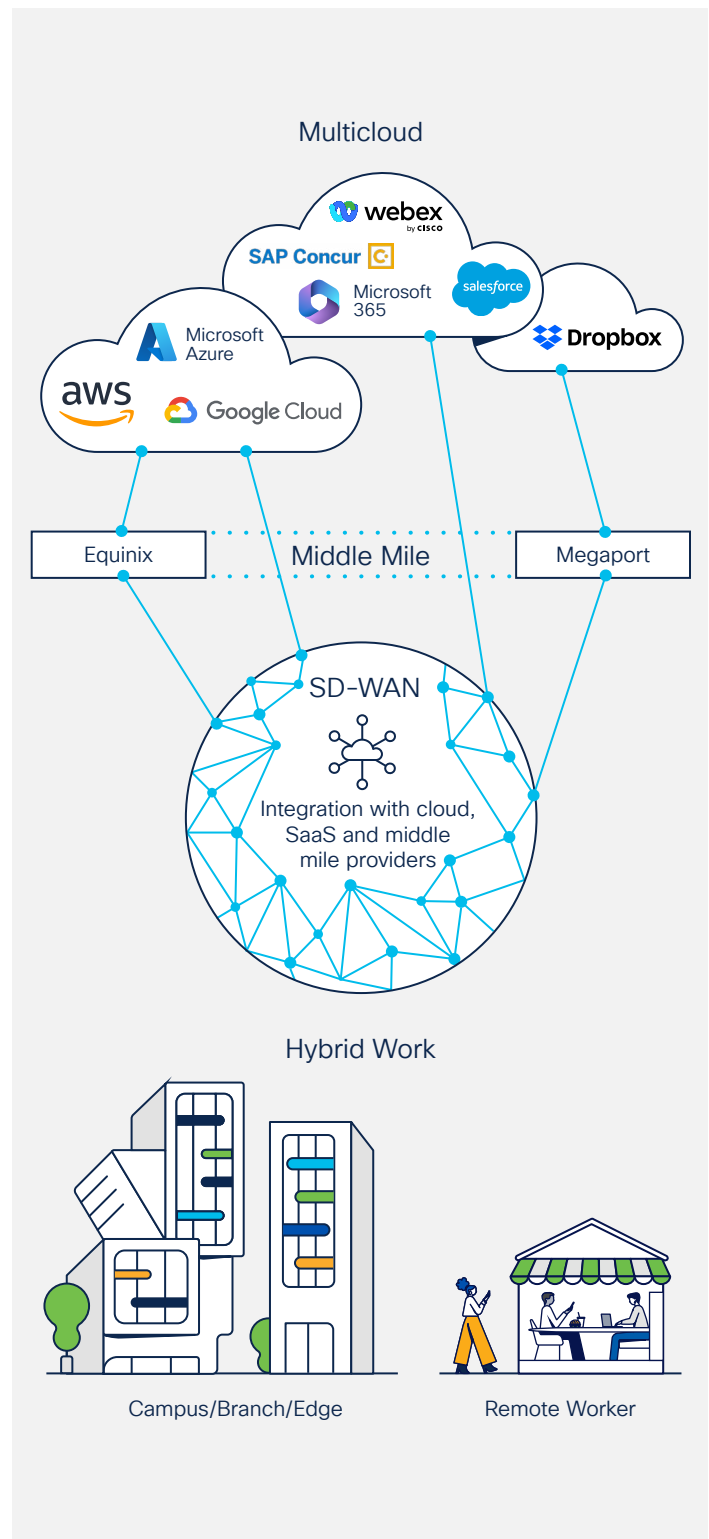 Multicloud
webex
by CISCO
SAP Concur C.
Microsoft
365
salesforce
Dropbox
Microsoft
Azure
aws
Google Cloud
Equinix
Middle Mile
Megaport
SD-WAN
Integration with cloud,
SaaS and middle
mile providers
Hybrid Work
Campus/Branch/Edge
Remote Worker